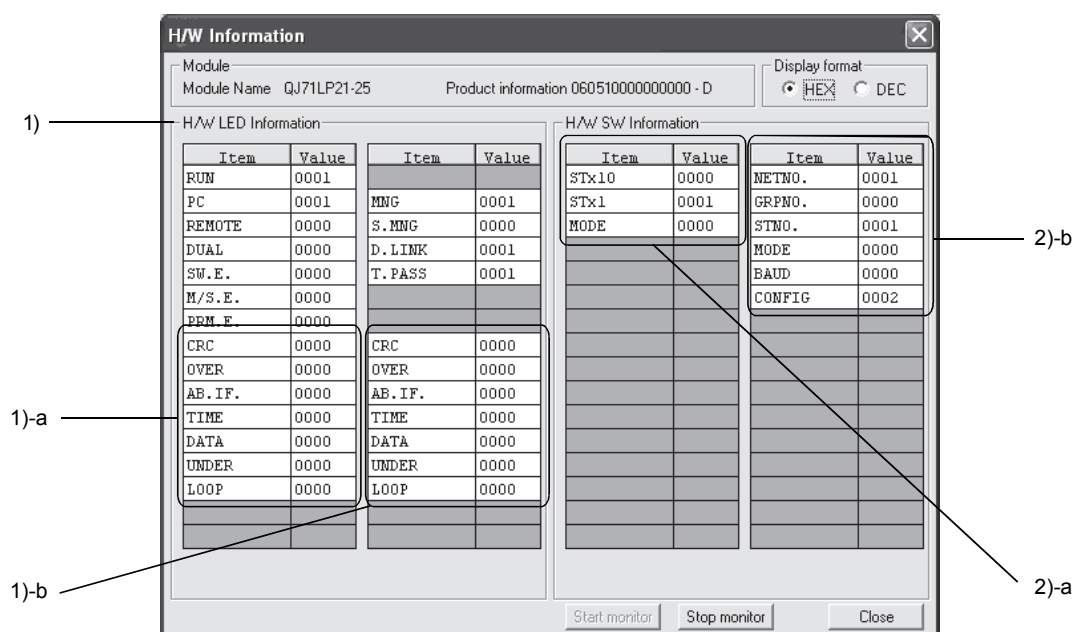 H/W Information
Module
Module Name QJ71LP21-25 Product information 060510000000000 - D
Display format
HEX DEC
1)
H/W LED Information
Item Value Item Value
RUN 0001
PC 0001 MNG 0001
REMOTE 0000 S.MNG 0000
DUAL 0000 D.LINK 0001
SW.E. 0000 T.PASS 0001
M/S.E. 0000
PRM.E. 0000
CRC 0000 CRC 0000
OVER 0000 OVER 0000
AB.IF. 0000 AB.IF. 0000
TIME 0000 TIME 0000
DATA 0000 DATA 0000
UNDER 0000 UNDER 0000
LOOP 0000 LOOP 0000
1)-a
1)-b
H/W SW Information
Item Value Item Value
STx10 0000 NETNO. 0001
STx1 0001 GRPNO. 0000
MODE 0000 STNO. 0001
MODE 0000
BAUD 0000
CONFIG 0002
2)-b
2)-a
Start monitor Stop monitor Close